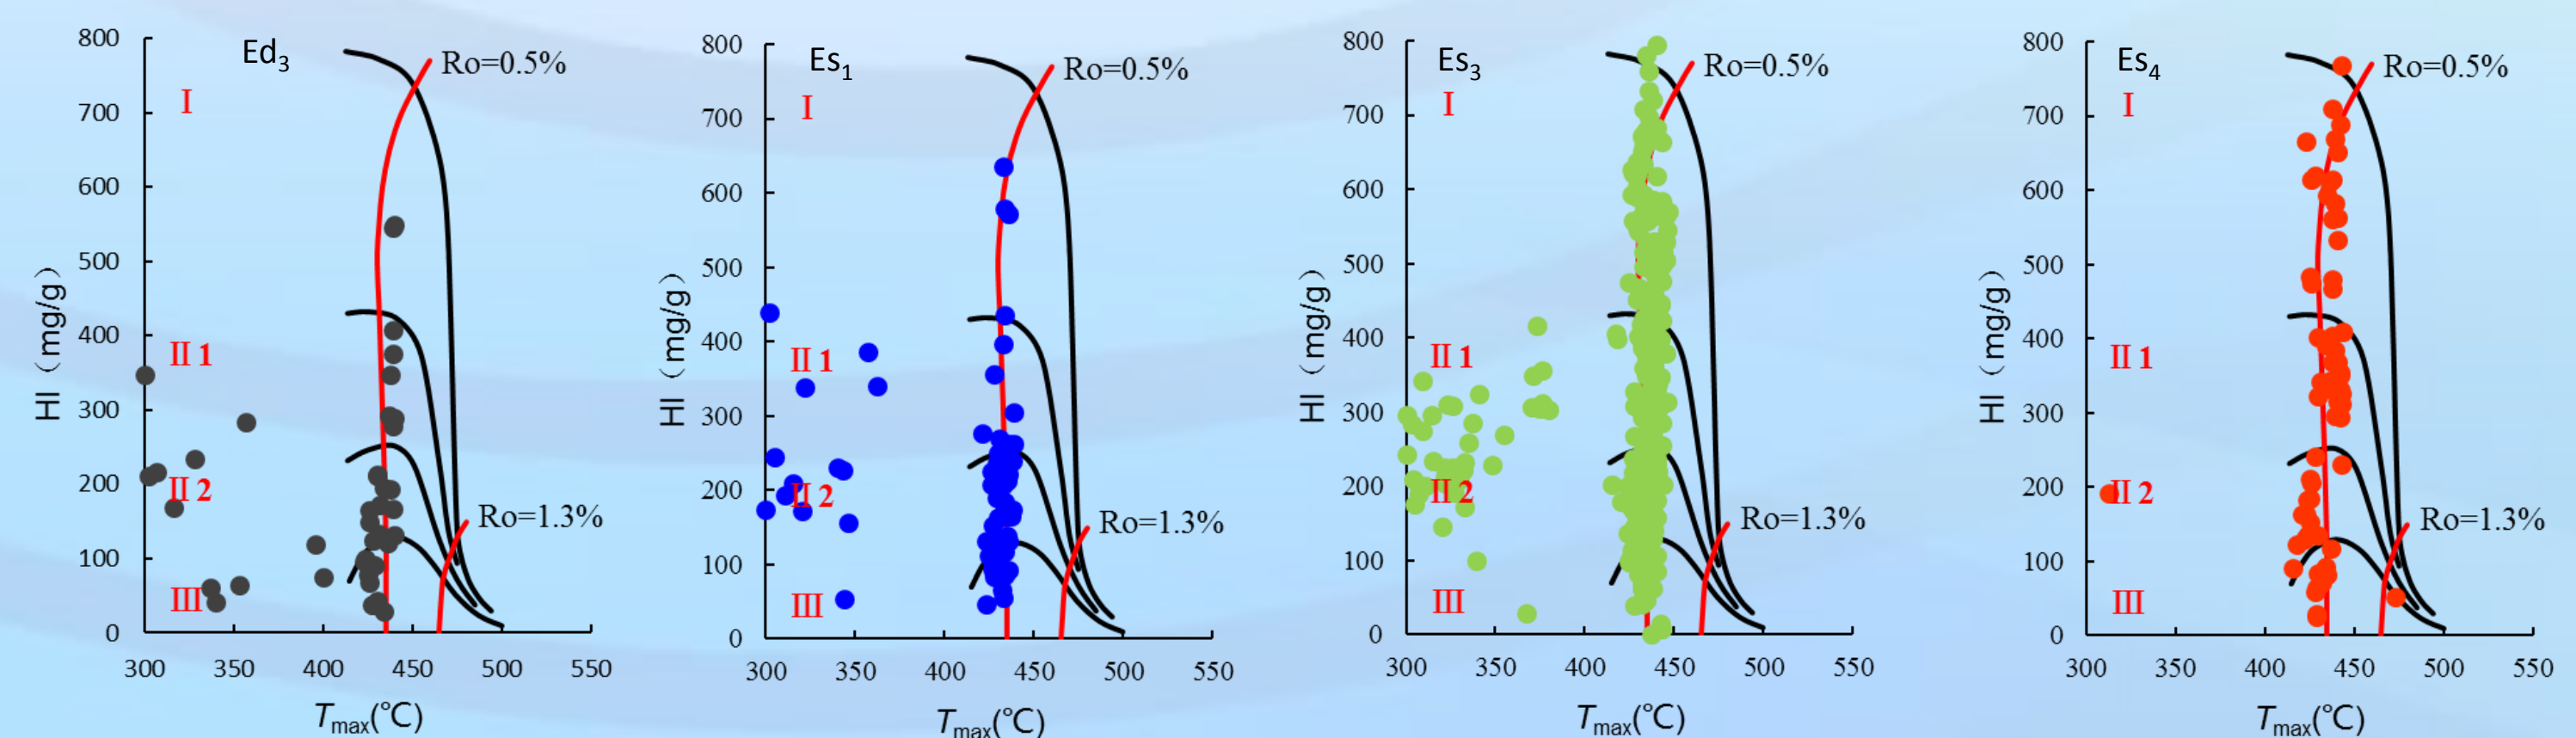 Ed3
HI（mg/g）
800
700
600
500
400
300
200
100
0
300 350 400 450 500 550
Tmax(℃)
Ro=0.5%
Ro=1.3%
I
II 1
II 2
III
Es1
HI（mg/g）
800
700
600
500
400
300
200
100
0
300 350 400 450 500 550
Tmax(℃)
Ro=0.5%
Ro=1.3%
I
II 1
II 2
III
Es3
HI（mg/g）
800
700
600
500
400
300
200
100
0
300 350 400 450 500 550
Tmax(℃)
Ro=0.5%
Ro=1.3%
I
II 1
II 2
III
Es4
HI（mg/g）
800
700
600
500
400
300
200
100
0
300 350 400 450 500 550
Tmax(℃)
Ro=0.5%
Ro=1.3%
I
II 1
II 2
III